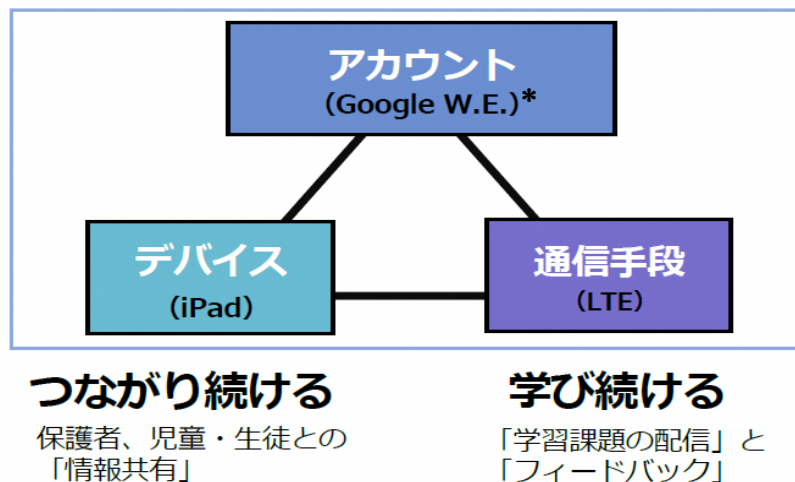 アカウント
（Google W.E.）*
デバイス
（iPad）
通信手段
（LTE）
つながり続ける
保護者、児童・生徒との
「情報共有」
学び続ける
「学習課題の配信」と
「フィードバック」